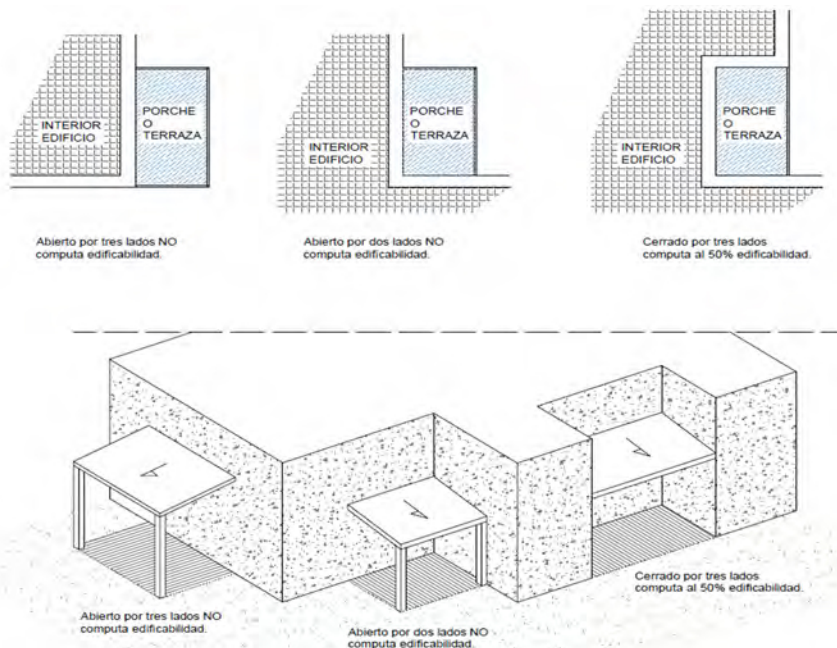 INTERIOR
EDIFICIO
PORCHE
O
TERRAZA
INTERIOR
EDIFICIO
PORCHE
O
TERRAZA
INTERIOR
EDIFICIO
PORCHE
O
TERRAZA
Abierto por tres lados NO
computa edificabilidad.
Abierto por dos lados NO
computa edificabilidad.
Cerrado por tres lados
computa al 50% edificabilidad.
Abierto por tres lados NO
computa edificabilidad.
Abierto por dos lados NO
computa edificabilidad.
Cerrado por tres lados
computa al 50% edificabilidad.